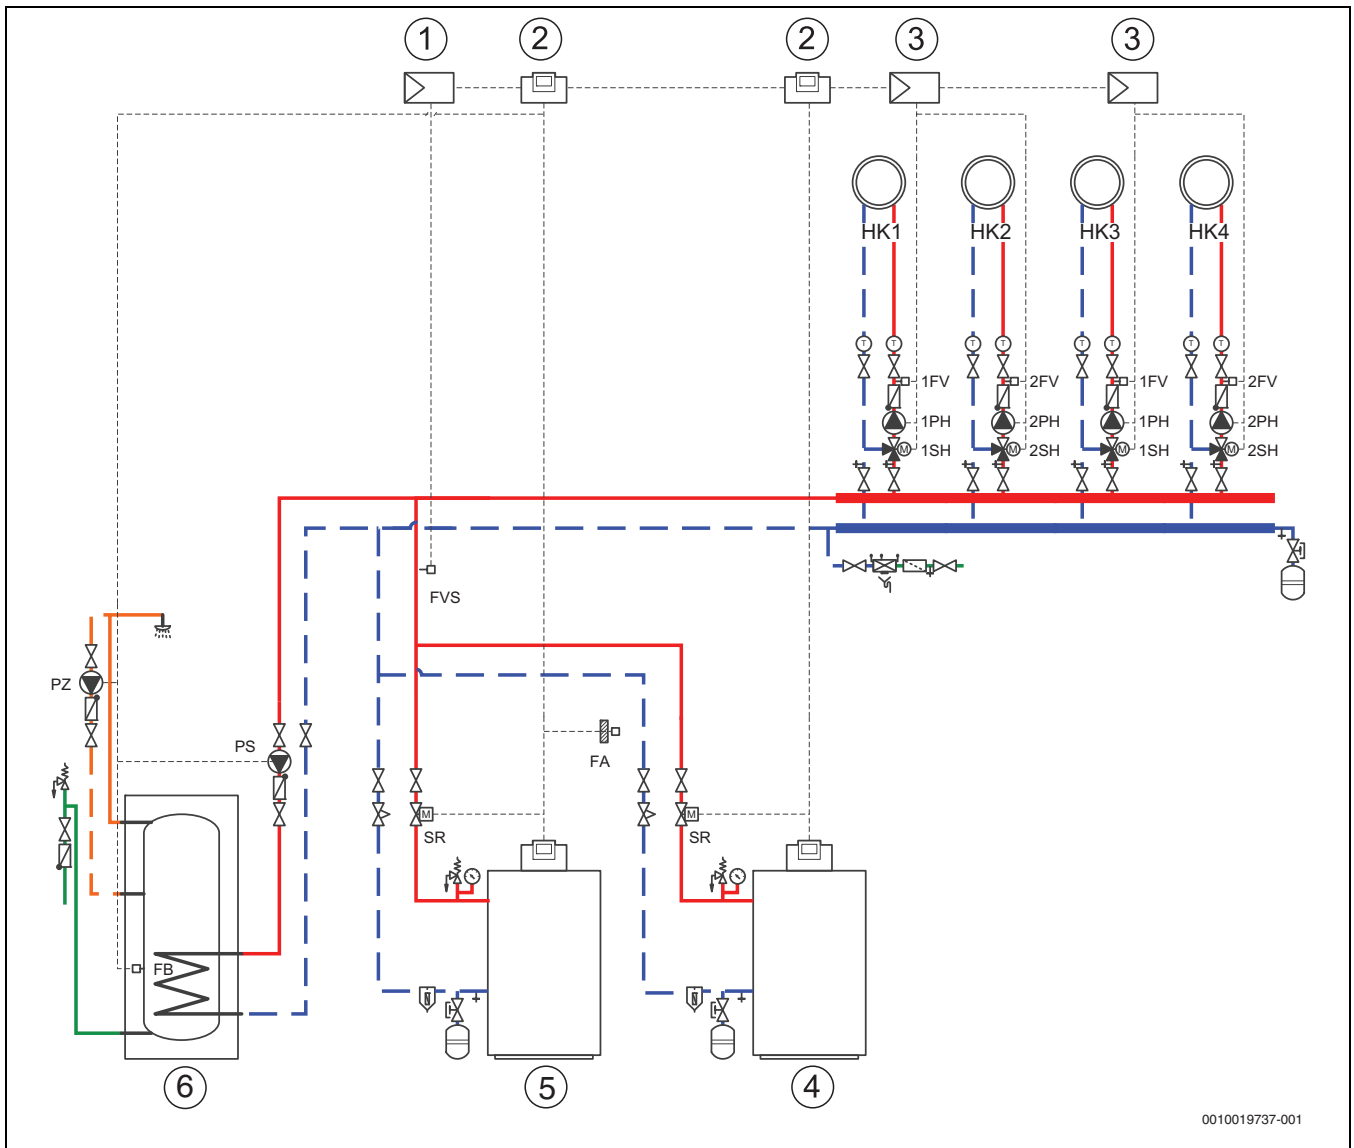 1 2 2 3 3
HK1 HK2 HK3 HK4
T T T T T T T T
1FV 2FV 1FV 2FV
1PH 2PH 1PH 2PH
M 1SH M 2SH M 1SH M 2SH
FVS
PZ
PS
FA
M M
SR SR
FB
6 5 4
0010019737-001